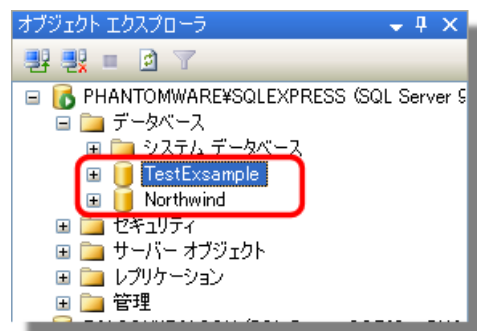 オブジェクト エクスプローラ
PHANTOMWARE¥SQLEXPRESS (SQL Server 9
データベース
システム データベース
TestExsample
Northwind
セキュリティ
サーバー オブジェクト
レプリケーション
管理